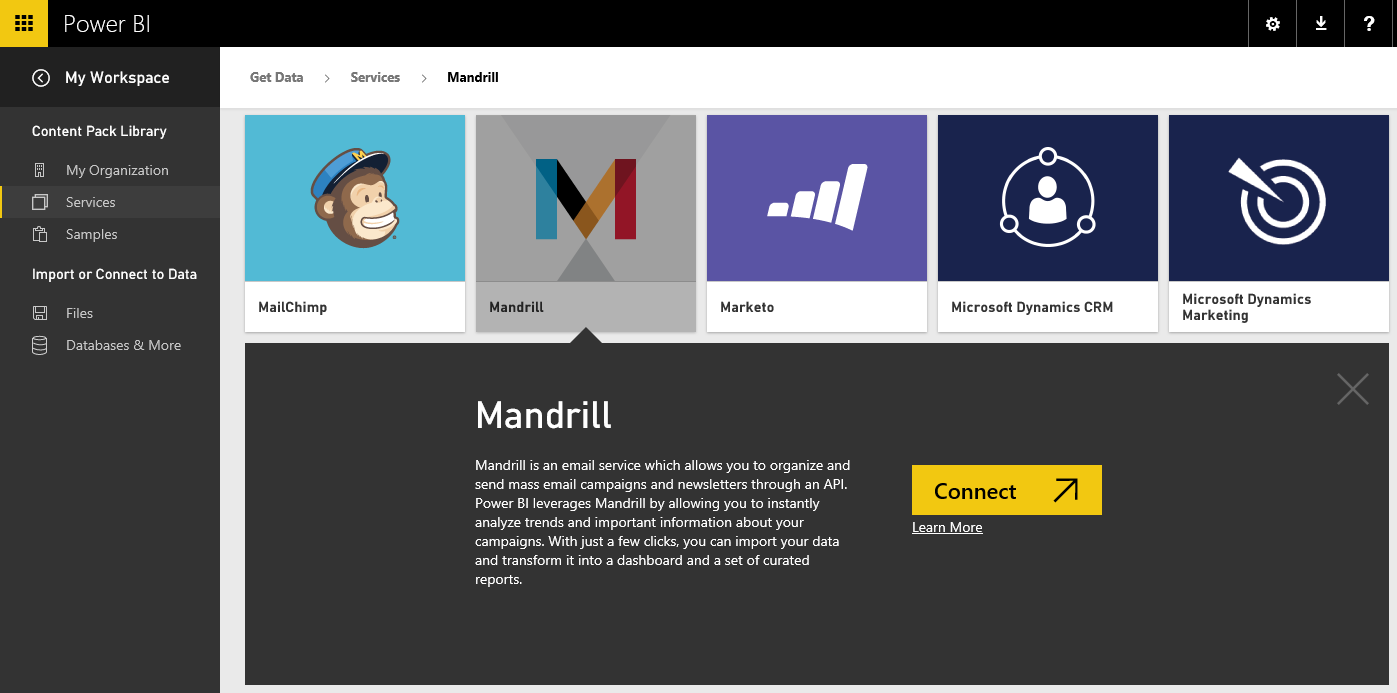 Power BI
?
My Workspace
Content Pack Library
My Organization
Services
Samples
Import or Connect to Data
Files
Databases & More
Get Data > Services > Mandrill
MailChimp
Mandrill
Marketo
Microsoft Dynamics CRM
Microsoft Dynamics
Marketing
Mandrill
Mandrill is an email service which allows you to organize and
send mass email campaigns and newsletters through an API.
Power BI leverages Mandrill by allowing you to instantly
analyze trends and important information about your
campaigns. With just a few clicks, you can import your data
and transform it into a dashboard and a set of curated
reports.
Connect
Learn More